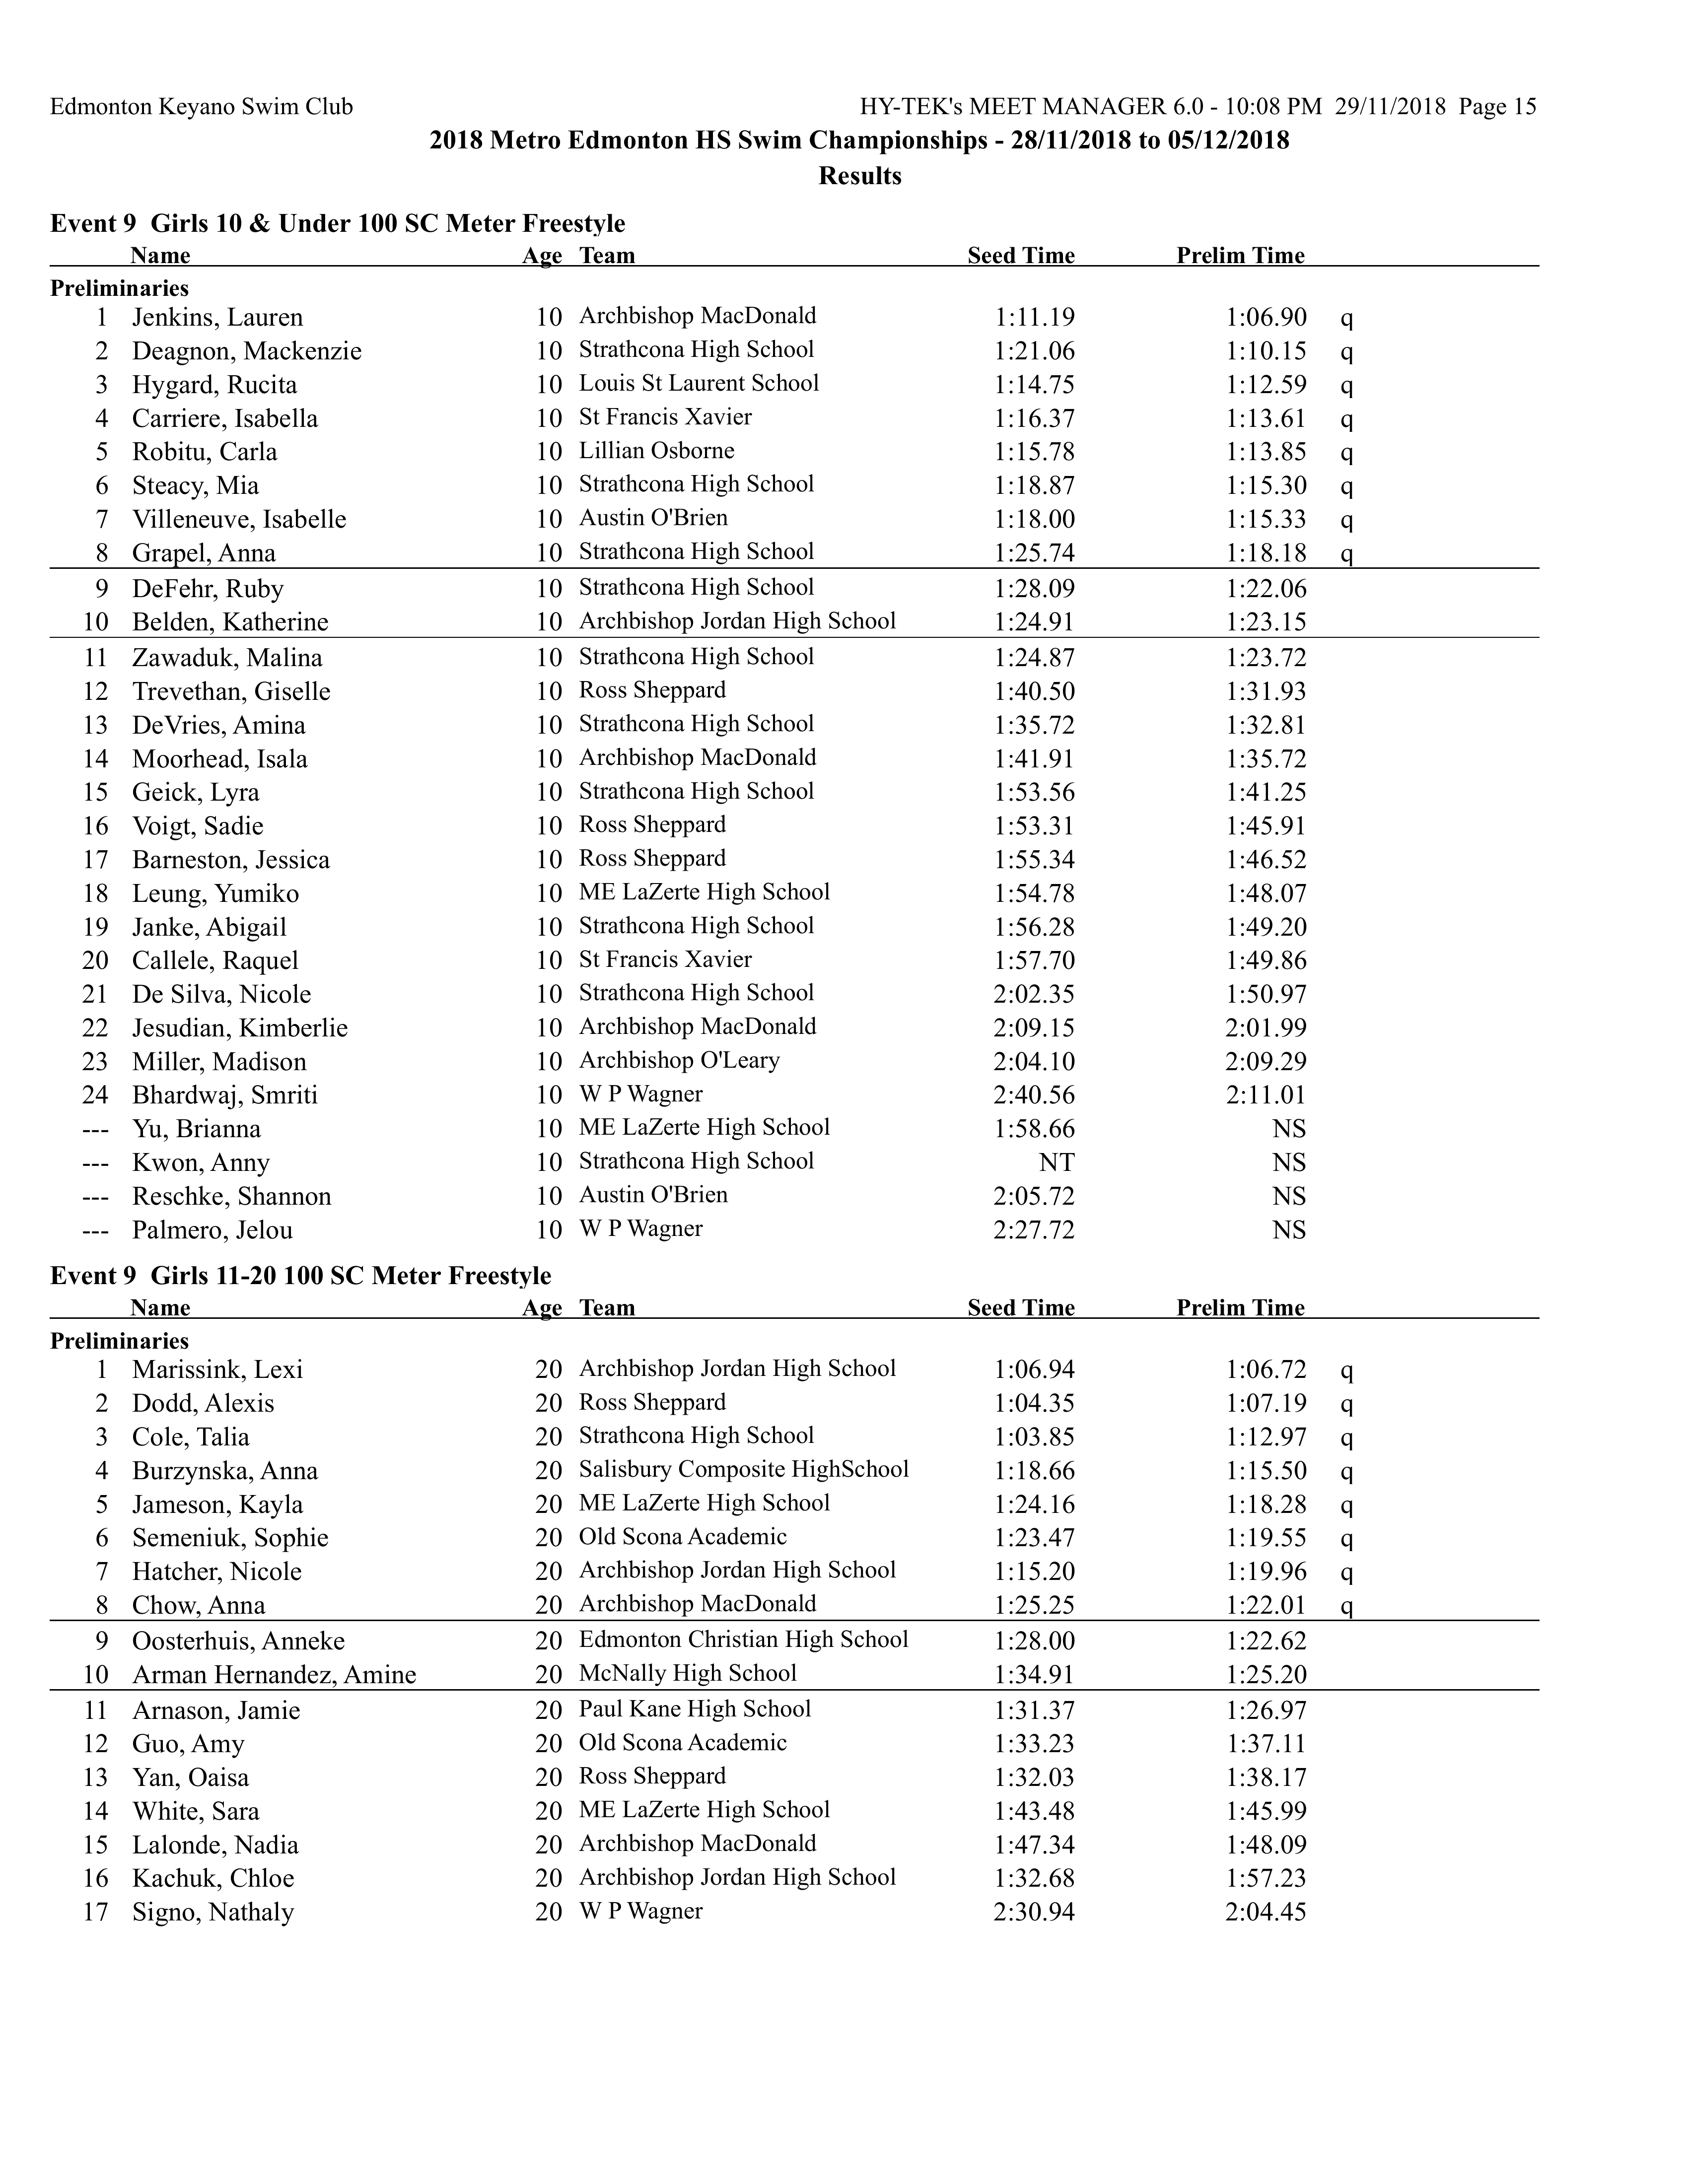 Edmonton Keyano Swim Club HY-TEK's MEET MANAGER 6.0 - 10:08 PM 29/11/2018 Page 15
2018 Metro Edmonton HS Swim Championships - 28/11/2018 to 05/12/2018
Results
Event 9 Girls 10 & Under 100 SC Meter Freestyle
Name Age Team Seed Time Prelim Time
Preliminaries
1 Jenkins, Lauren 10 Archbishop MacDonald 1:11.19 1:06.90 q
2 Deagnon, Mackenzie 10 Strathcona High School 1:21.06 1:10.15 q
3 Hygard, Rucita 10 Louis St Laurent School 1:14.75 1:12.59 q
4 Carriere, Isabella 10 St Francis Xavier 1:16.37 1:13.61 q
5 Robitu, Carla 10 Lillian Osborne 1:15.78 1:13.85 q
6 Steacy, Mia 10 Strathcona High School 1:18.87 1:15.30 q
7 Villeneuve, Isabelle 10 Austin O'Brien 1:18.00 1:15.33 q
8 Grapel, Anna 10 Strathcona High School 1:25.74 1:18.18 q
9 DeFehr, Ruby 10 Strathcona High School 1:28.09 1:22.06
10 Belden, Katherine 10 Archbishop Jordan High School 1:24.91 1:23.15
11 Zawaduk, Malina 10 Strathcona High School 1:24.87 1:23.72
12 Trevethan, Giselle 10 Ross Sheppard 1:40.50 1:31.93
13 DeVries, Amina 10 Strathcona High School 1:35.72 1:32.81
14 Moorhead, Isala 10 Archbishop MacDonald 1:41.91 1:35.72
15 Geick, Lyra 10 Strathcona High School 1:53.56 1:41.25
16 Voigt, Sadie 10 Ross Sheppard 1:53.31 1:45.91
17 Barneston, Jessica 10 Ross Sheppard 1:55.34 1:46.52
18 Leung, Yumiko 10 ME LaZerte High School 1:54.78 1:48.07
19 Janke, Abigail 10 Strathcona High School 1:56.28 1:49.20
20 Callele, Raquel 10 St Francis Xavier 1:57.70 1:49.86
21 De Silva, Nicole 10 Strathcona High School 2:02.35 1:50.97
22 Jesudian, Kimberlie 10 Archbishop MacDonald 2:09.15 2:01.99
23 Miller, Madison 10 Archbishop O'Leary 2:04.10 2:09.29
24 Bhardwaj, Smriti 10 W P Wagner 2:40.56 2:11.01
--- Yu, Brianna 10 ME LaZerte High School 1:58.66 NS
--- Kwon, Anny 10 Strathcona High School NT NS
--- Reschke, Shannon 10 Austin O'Brien 2:05.72 NS
--- Palmero, Jelou 10 W P Wagner 2:27.72 NS
Event 9 Girls 11-20 100 SC Meter Freestyle
Name Age Team Seed Time Prelim Time
Preliminaries
1 Marissink, Lexi 20 Archbishop Jordan High School 1:06.94 1:06.72 q
2 Dodd, Alexis 20 Ross Sheppard 1:04.35 1:07.19 q
3 Cole, Talia 20 Strathcona High School 1:03.85 1:12.97 q
4 Burzynska, Anna 20 Salisbury Composite HighSchool 1:18.66 1:15.50 q
5 Jameson, Kayla 20 ME LaZerte High School 1:24.16 1:18.28 q
6 Semeniuk, Sophie 20 Old Scona Academic 1:23.47 1:19.55 q
7 Hatcher, Nicole 20 Archbishop Jordan High School 1:15.20 1:19.96 q
8 Chow, Anna 20 Archbishop MacDonald 1:25.25 1:22.01 q
9 Oosterhuis, Anneke 20 Edmonton Christian High School 1:28.00 1:22.62
10 Arman Hernandez, Amine 20 McNally High School 1:34.91 1:25.20
11 Arnason, Jamie 20 Paul Kane High School 1:31.37 1:26.97
12 Guo, Amy 20 Old Scona Academic 1:33.23 1:37.11
13 Yan, Oaisa 20 Ross Sheppard 1:32.03 1:38.17
14 White, Sara 20 ME LaZerte High School 1:43.48 1:45.99
15 Lalonde, Nadia 20 Archbishop MacDonald 1:47.34 1:48.09
16 Kachuk, Chloe 20 Archbishop Jordan High School 1:32.68 1:57.23
17 Signo, Nathaly 20 W P Wagner 2:30.94 2:04.45